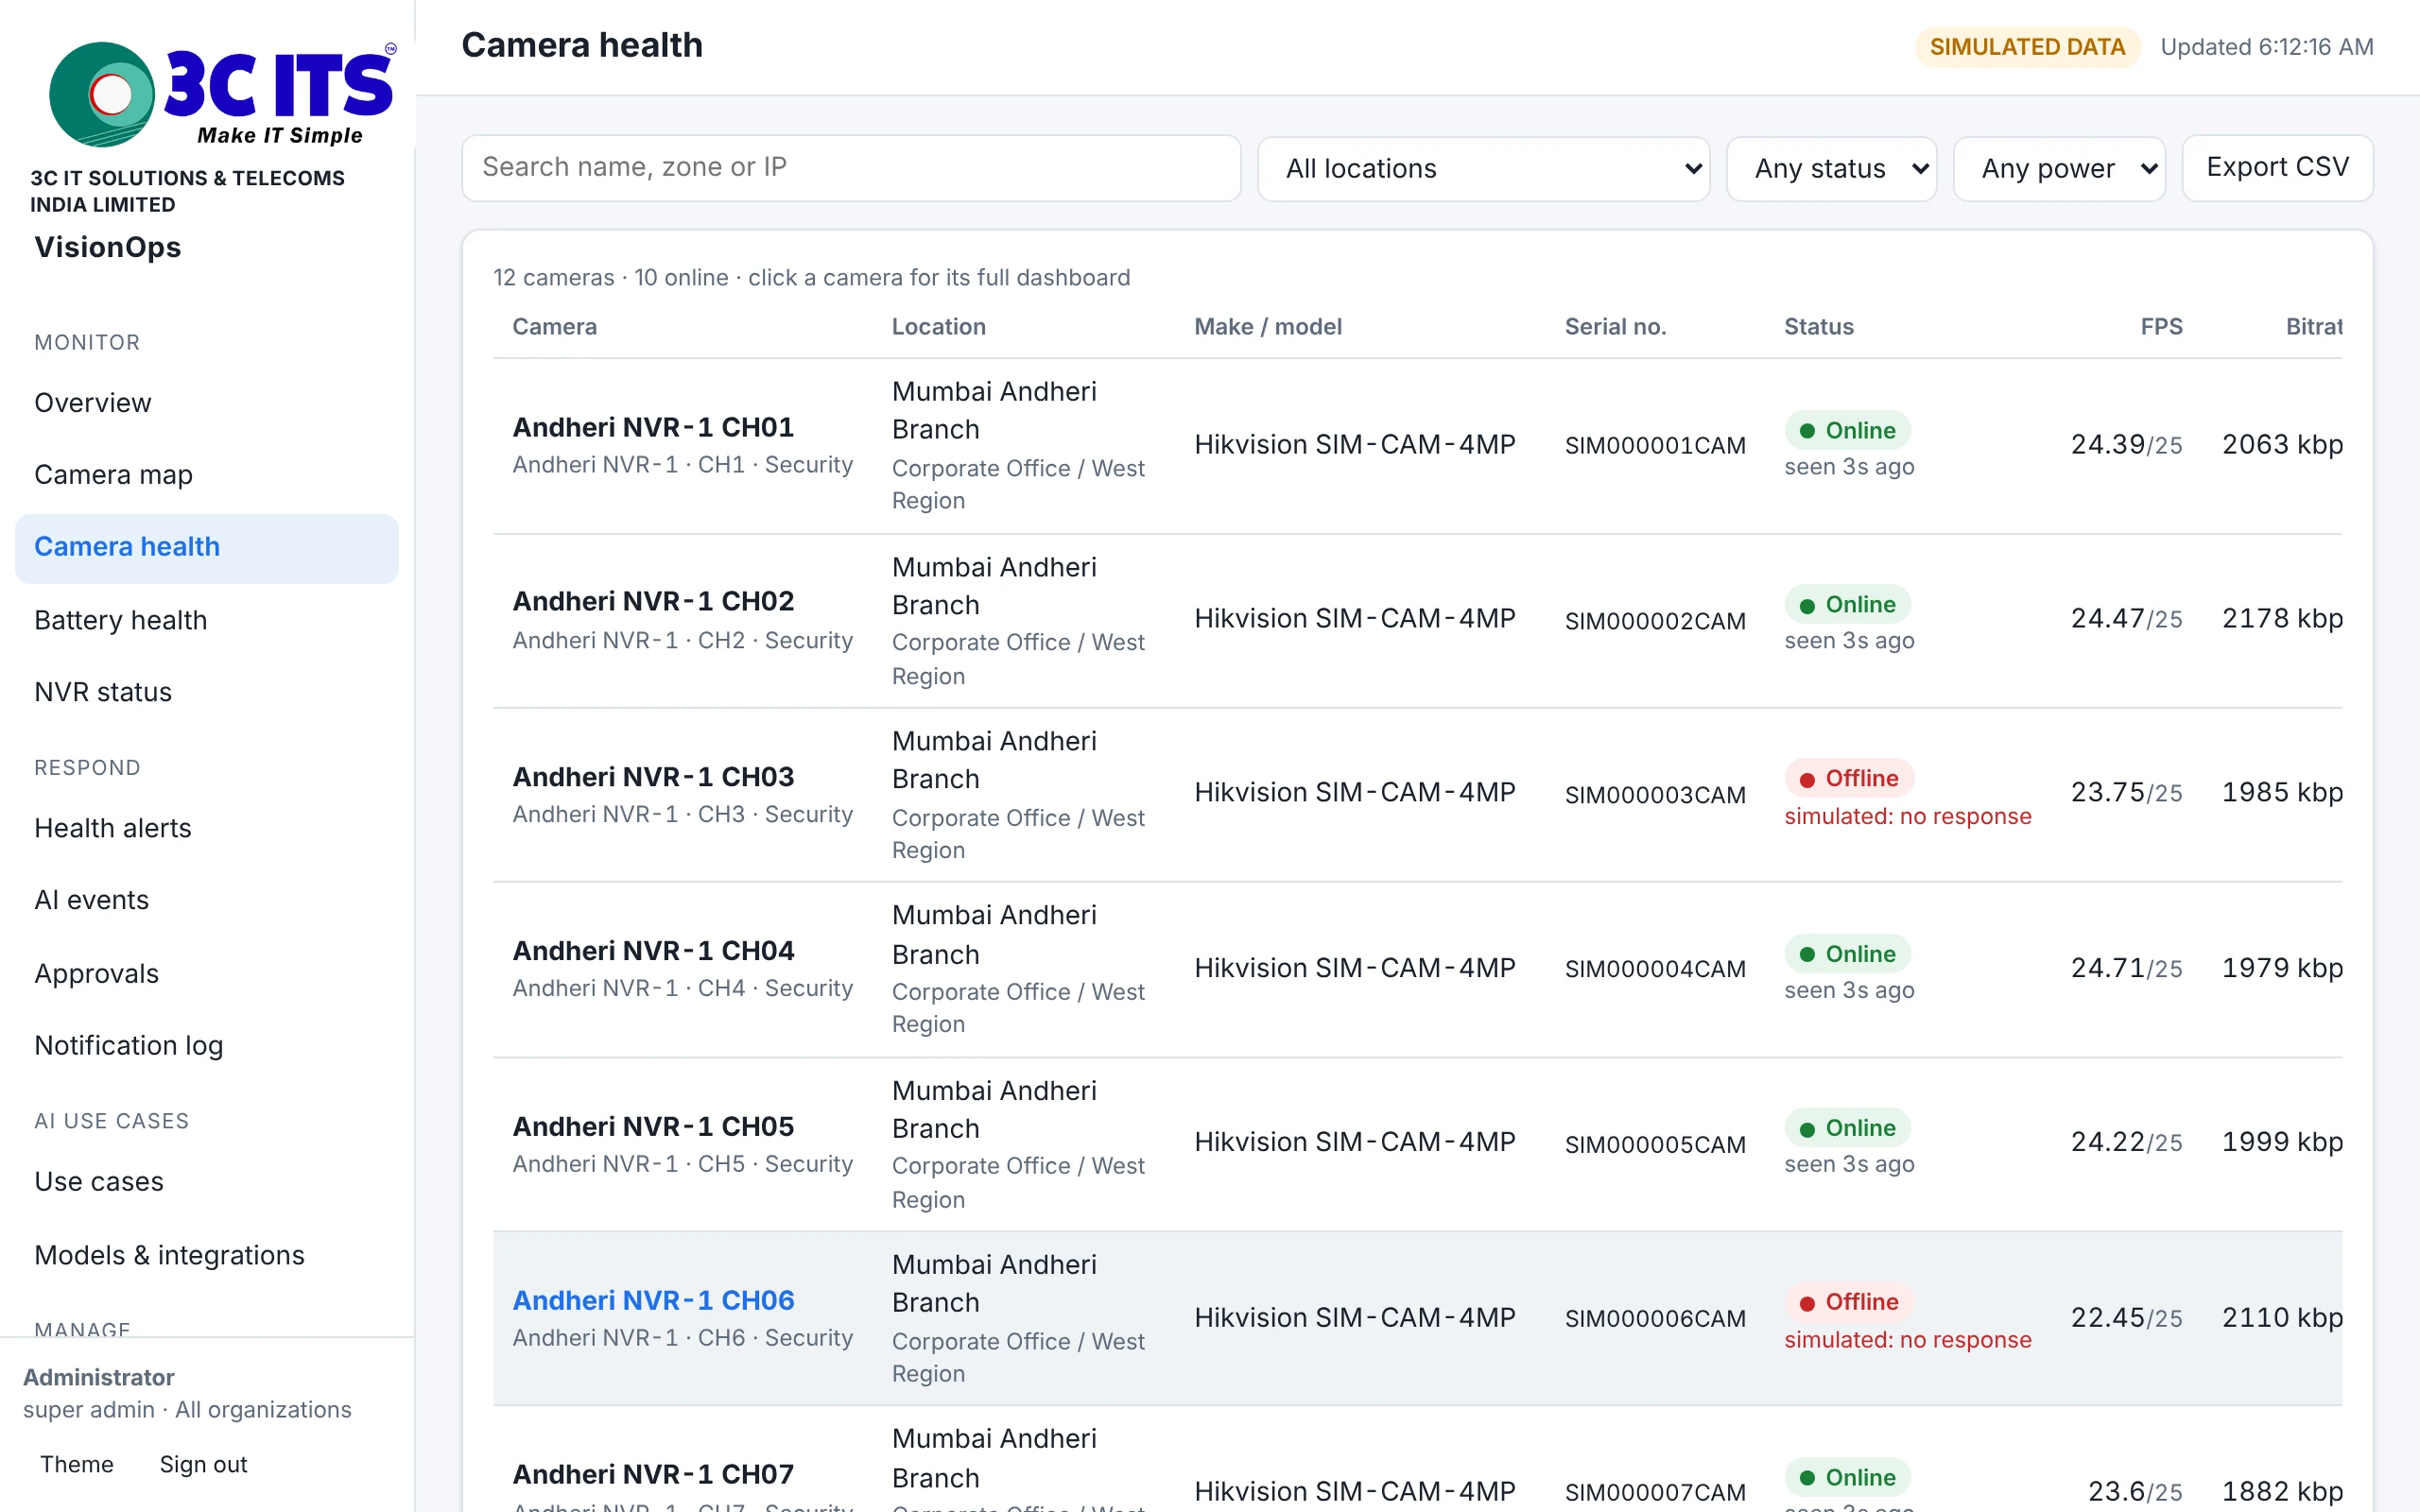 3C ITS ™
Make IT Simple
3C IT SOLUTIONS & TELECOMS
INDIA LIMITED
VisionOps
MONITOR
Overview
Camera map
Camera health
Battery health
NVR status
RESPOND
Health alerts
AI events
Approvals
Notification log
AI USE CASES
Use cases
Models & integrations
MANAGE
Administrator
super admin · All organizations
Theme Sign out
Camera health
SIMULATED DATA Updated 6:12:16 AM
Search name, zone or IP All locations Any status Any power Export CSV
12 cameras · 10 online · click a camera for its full dashboard
Camera Location Make / model Serial no. Status FPS Bitrat
Andheri NVR-1 CH01
Andheri NVR-1 · CH1 · Security
Mumbai Andheri
Branch
Corporate Office / West
Region
Hikvision SIM-CAM-4MP
SIM000001CAM
Online
seen 3s ago
24.39/25
2063 kbp
Andheri NVR-1 CH02
Andheri NVR-1 · CH2 · Security
Mumbai Andheri
Branch
Corporate Office / West
Region
Hikvision SIM-CAM-4MP
SIM000002CAM
Online
seen 3s ago
24.47/25
2178 kbp
Andheri NVR-1 CH03
Andheri NVR-1 · CH3 · Security
Mumbai Andheri
Branch
Corporate Office / West
Region
Hikvision SIM-CAM-4MP
SIM000003CAM
Offline
simulated: no response
23.75/25
1985 kbp
Andheri NVR-1 CH04
Andheri NVR-1 · CH4 · Security
Mumbai Andheri
Branch
Corporate Office / West
Region
Hikvision SIM-CAM-4MP
SIM000004CAM
Online
seen 3s ago
24.71/25
1979 kbp
Andheri NVR-1 CH05
Andheri NVR-1 · CH5 · Security
Mumbai Andheri
Branch
Corporate Office / West
Region
Hikvision SIM-CAM-4MP
SIM000005CAM
Online
seen 3s ago
24.22/25
1999 kbp
Andheri NVR-1 CH06
Andheri NVR-1 · CH6 · Security
Mumbai Andheri
Branch
Corporate Office / West
Region
Hikvision SIM-CAM-4MP
SIM000006CAM
Offline
simulated: no response
22.45/25
2110 kbp
Andheri NVR-1 CH07
Andheri NVR-1 · CH7 · Security
Mumbai Andheri
Branch
Corporate Office / West
Hikvision SIM-CAM-4MP
SIM000007CAM
Online
seen 3s ago
23.6/25
1882 kbp